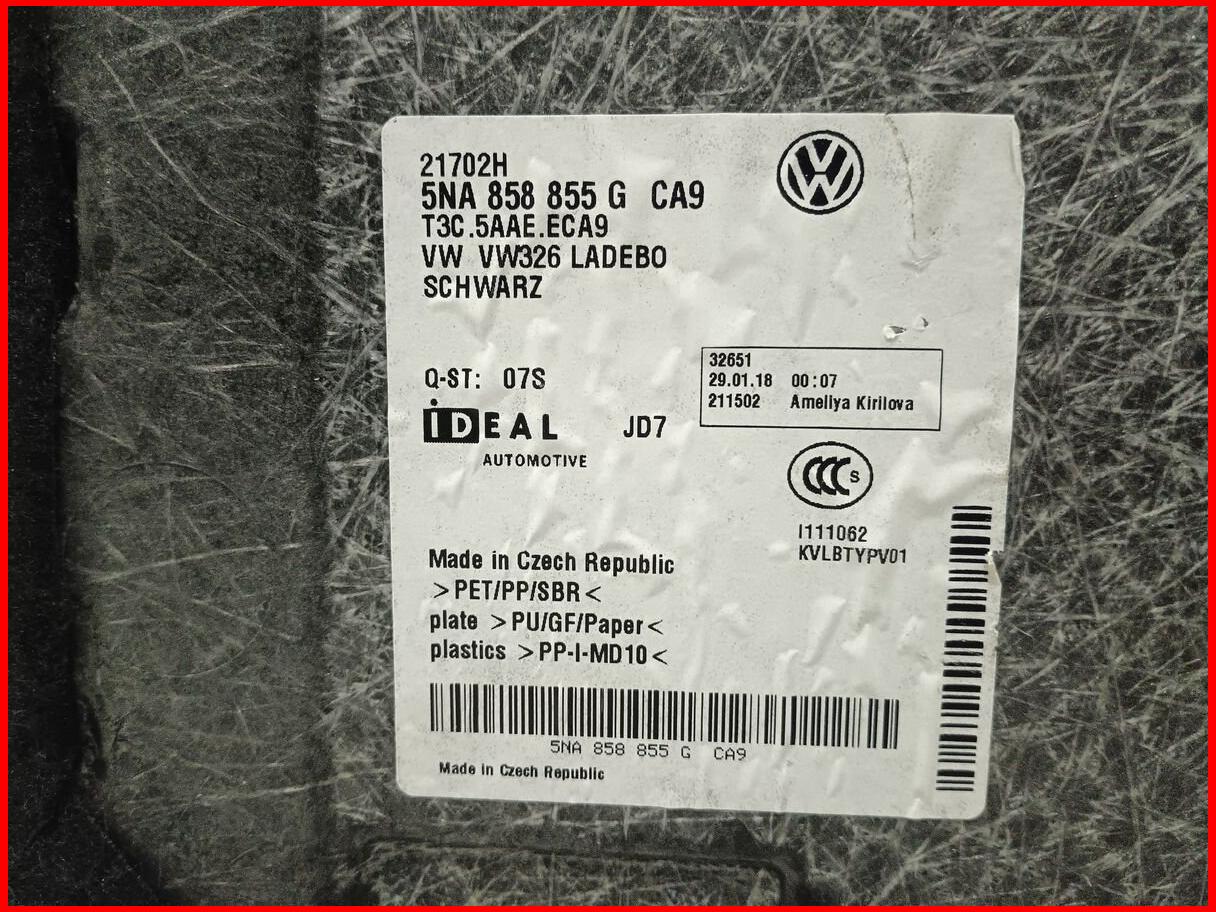 21702H
5NA 858 855 G CA9
T3C.5AAE.ECA9
VW VW326 LADEBO
SCHWARZ
Q-ST: 07S
iDEAL
AUTOMOTIVE
JD7
32651
29.01.18 00:07
211502 Amellya Kirilova
CCC S
I111062
KVLBTYPV01
Made in Czech Republic
>PET/PP/SBR<
plate >PU/GF/Paper<
plastics >PP-I-MD10<
5NA 858 855 G CA9
Made in Czech Republic